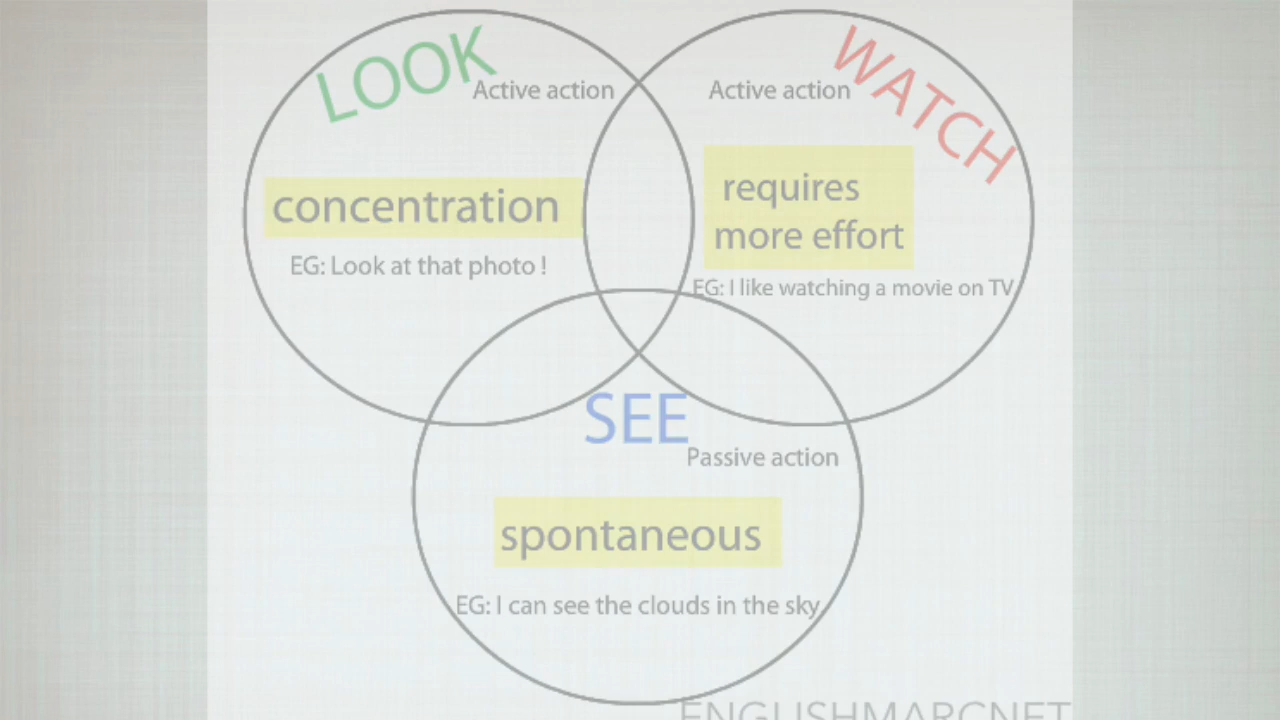 LOOK
Active action
concentration
EG: Look at that photo !
WATCH
Active action
requires
more effort
EG: I like watching a movie on TV
SEE
Passive action
spontaneous
EG: I can see the clouds in the sky
ENGLISHMARCNET